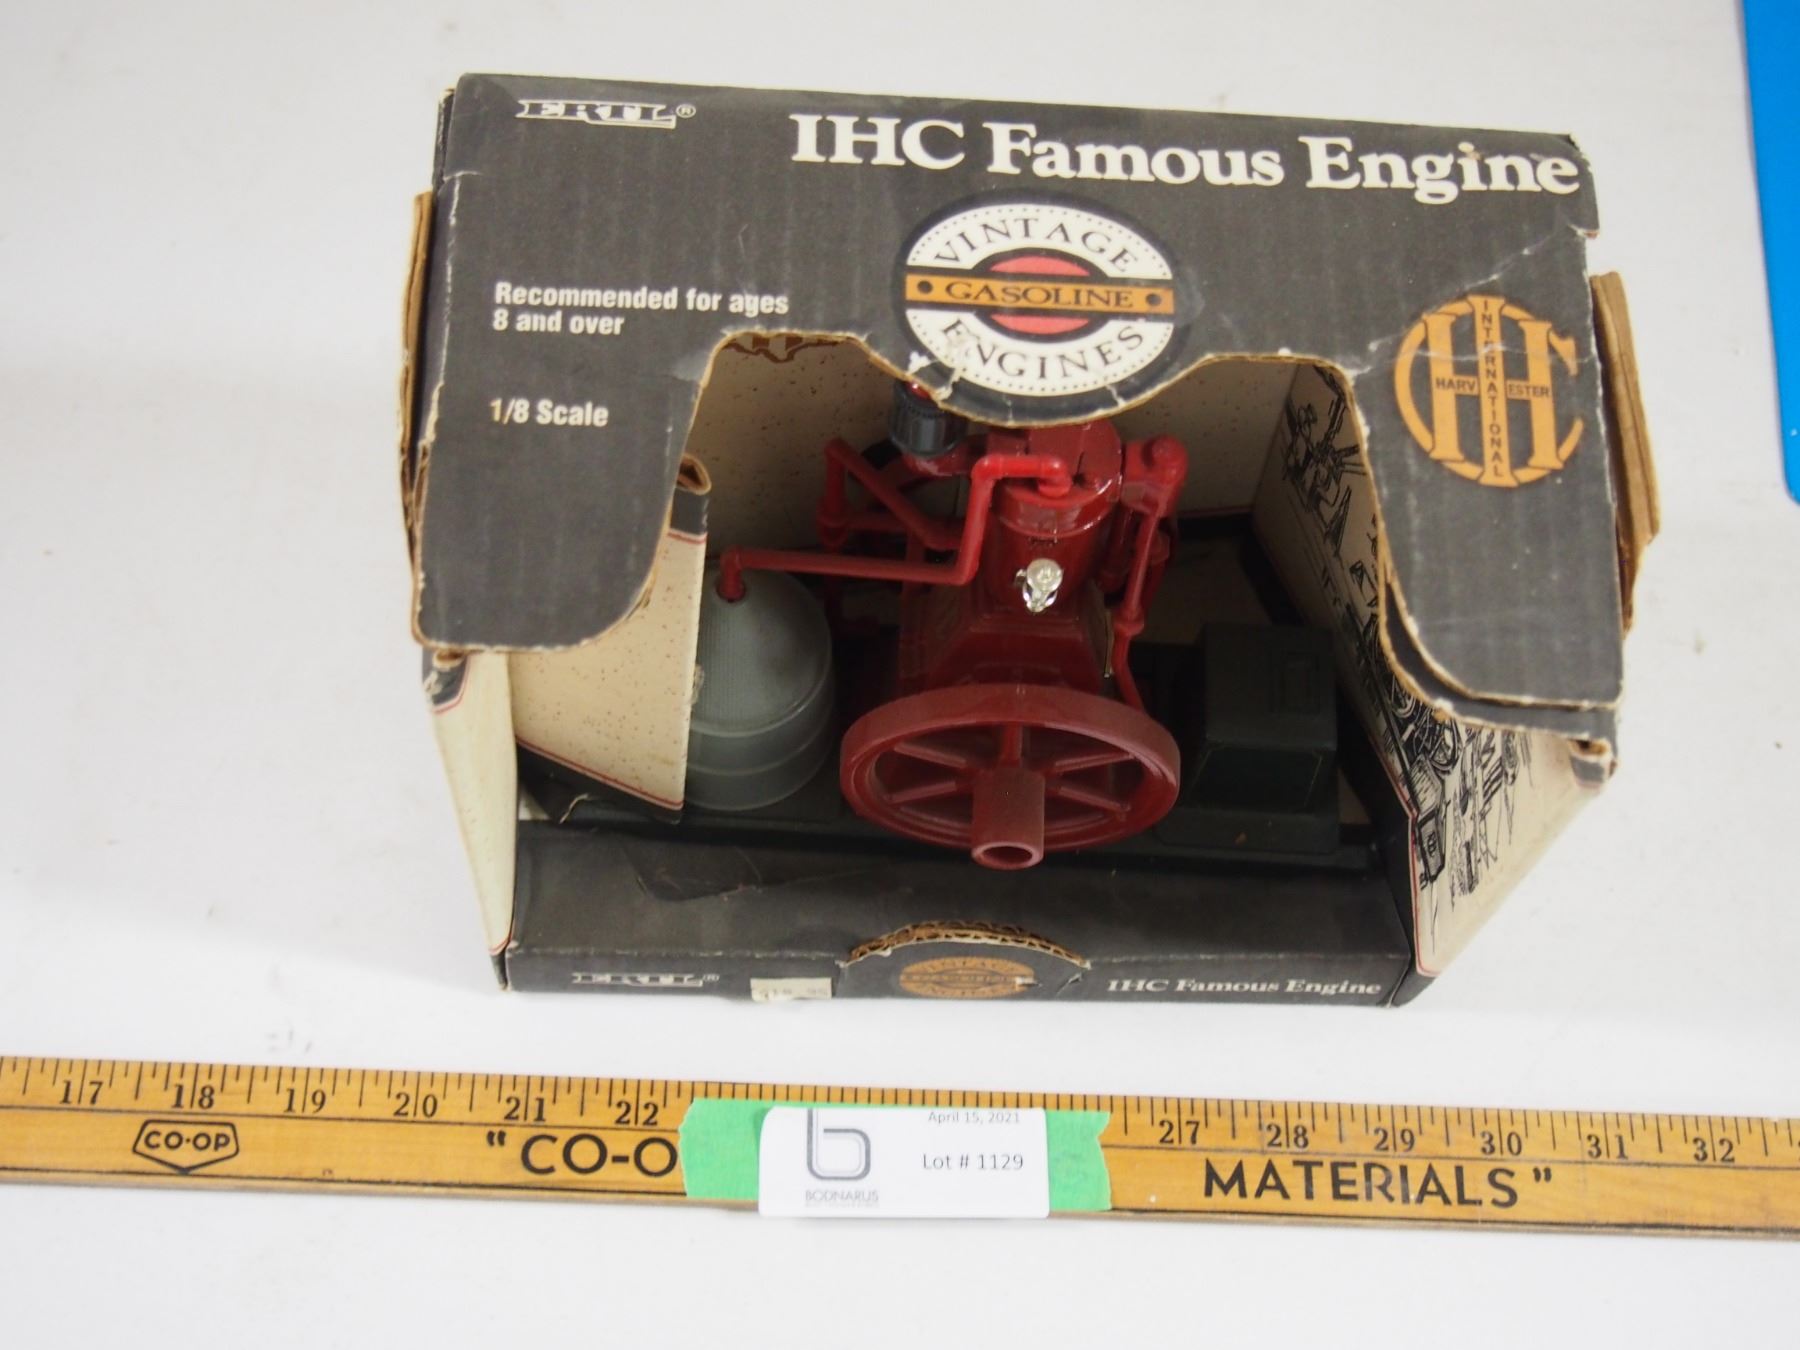 ERTL®
IHC Famous Engine
VINTAGE
GASOLINE
ENGINES
Recommended for ages
8 and over
1/8 Scale
INTERNATIONAL
HARV ESTER
ERTL®
IHC Famous Engine
17 18 19 20 21 22 27 28 29 30 31 32
CO-OP
"CO-O
MATERIALS"
April 15, 2021
Lot # 1129
BODNARUS